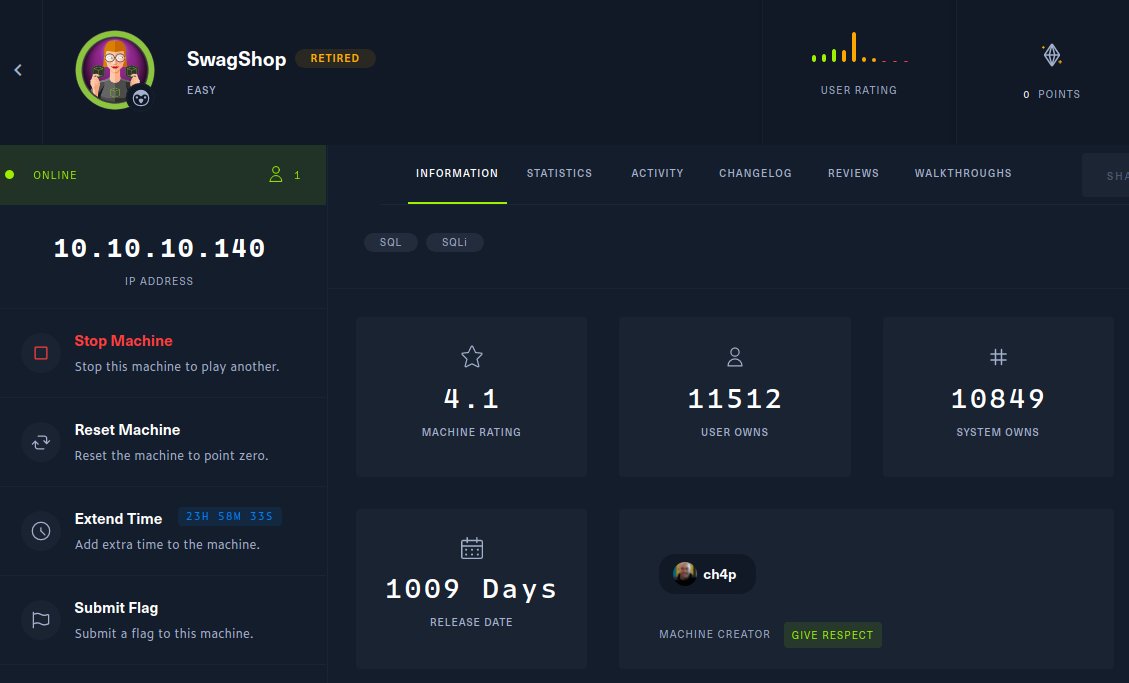 SwagShop RETIRED
EASY
USER RATING
0 POINTS
ONLINE 1
INFORMATION STATISTICS ACTIVITY CHANGELOG REVIEWS WALKTHROUGHS SHA
10.10.10.140
IP ADDRESS
SQL SQLi
Stop Machine
Stop this machine to play another.
Reset Machine
Reset the machine to point zero.
Extend Time 23H 58M 33S
Add extra time to the machine.
Submit Flag
Submit a flag to this machine.
4.1
MACHINE RATING
11512
USER OWNS
10849
SYSTEM OWNS
1009 Days
RELEASE DATE
ch4p
MACHINE CREATOR GIVE RESPECT